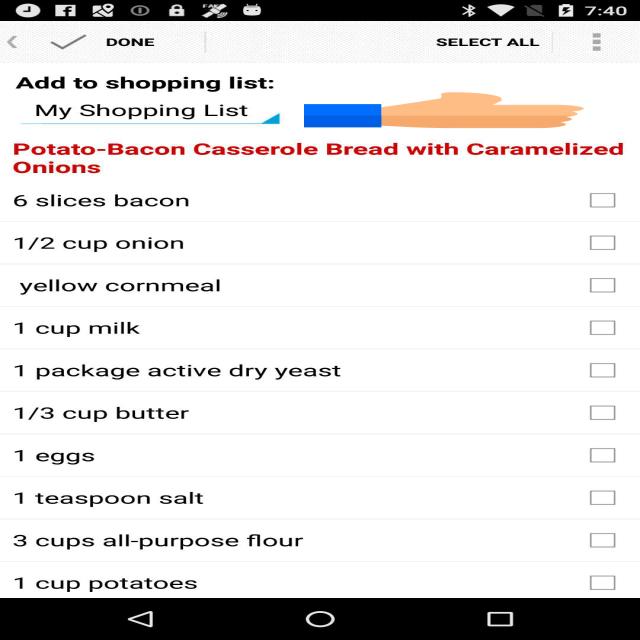 7:40
DONE
SELECT ALL
Add to shopping list:
My Shopping List
Potato-Bacon Casserole Bread with Caramelized
Onions
6 slices bacon
1/2 cup onion
yellow cornmeal
1 cup milk
1 package active dry yeast
1/3 cup butter
1 eggs
1 teaspoon salt
3 cups all-purpose flour
1 cup potatoes